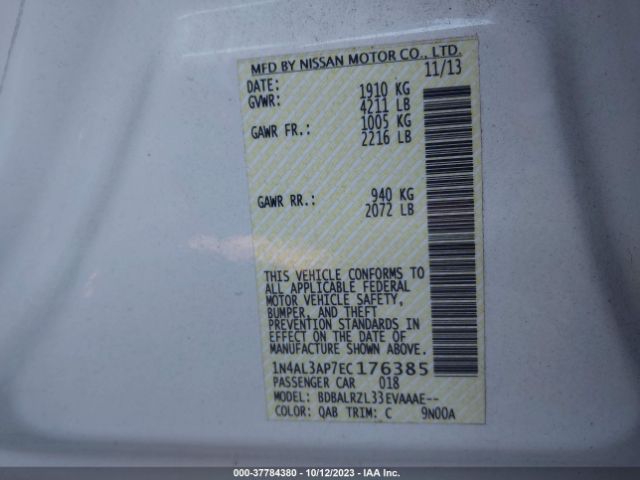 MFD BY NISSAN MOTOR CO., LTD.
DATE: 11/13
GVWR: 1910 KG
4211 LB
GAWR FR.: 1005 KG
2216 LB
GAWR RR.: 940 KG
2072 LB
THIS VEHICLE CONFORMS TO
ALL APPLICABLE FEDERAL
MOTOR VEHICLE SAFETY,
BUMPER, AND THEFT
PREVENTION STANDARDS IN
EFFECT ON THE DATE OF
MANUFACTURE SHOWN ABOVE.
1N4AL3AP7EC176385
PASSENGER CAR 018
MODEL: BDBALRZL33EVAAAE--
COLOR: QAB TRIM: C 9N00A
000-37784380 - 10/12/2023 - IAA Inc.